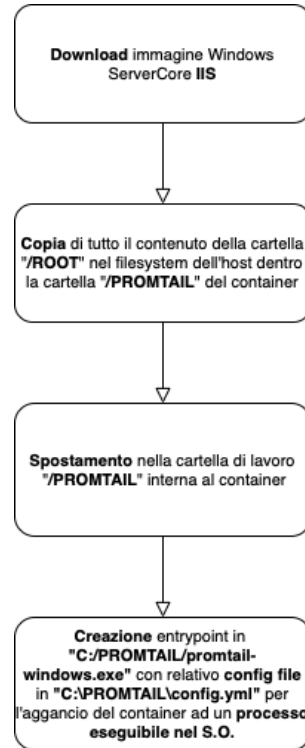 Download immagine Windows
ServerCore IIS
Copia di tutto il contenuto della cartella
"/ROOT" nel filesystem dell'host dentro
la cartella "/PROMTAIL" del container
Spostamento nella cartella di lavoro
"/PROMTAIL" interna al container
Creazione entrypoint in
"C:/PROMTAIL/promtail-
windows.exe" con relativo config file
in "C:\PROMTAIL\config.yml" per
l'aggancio del container ad un processo
eseguibile nel S.O.